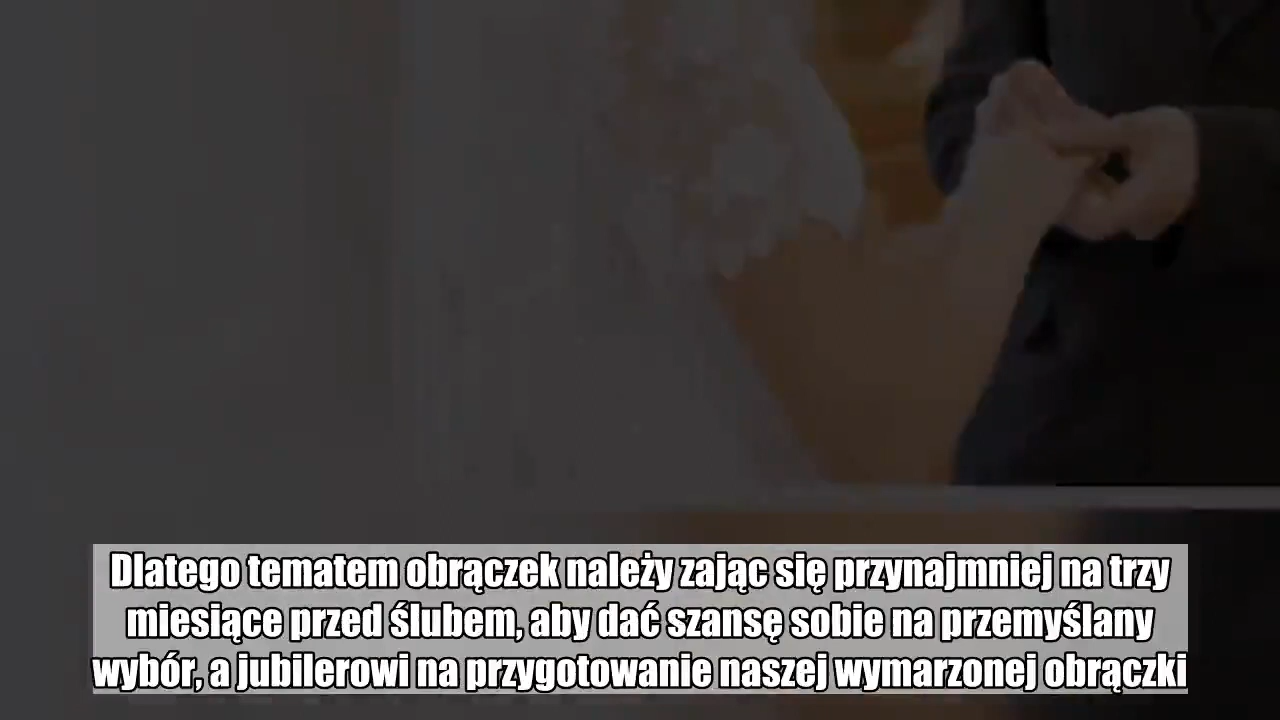 Dlatego tematem obrączek należy zając się przynajmniej na trzy
miesiące przed ślubem, aby dać szansę sobie na przemyślany
wybór, a jubilerowi na przygotowanie naszej wymarzonej obrączki